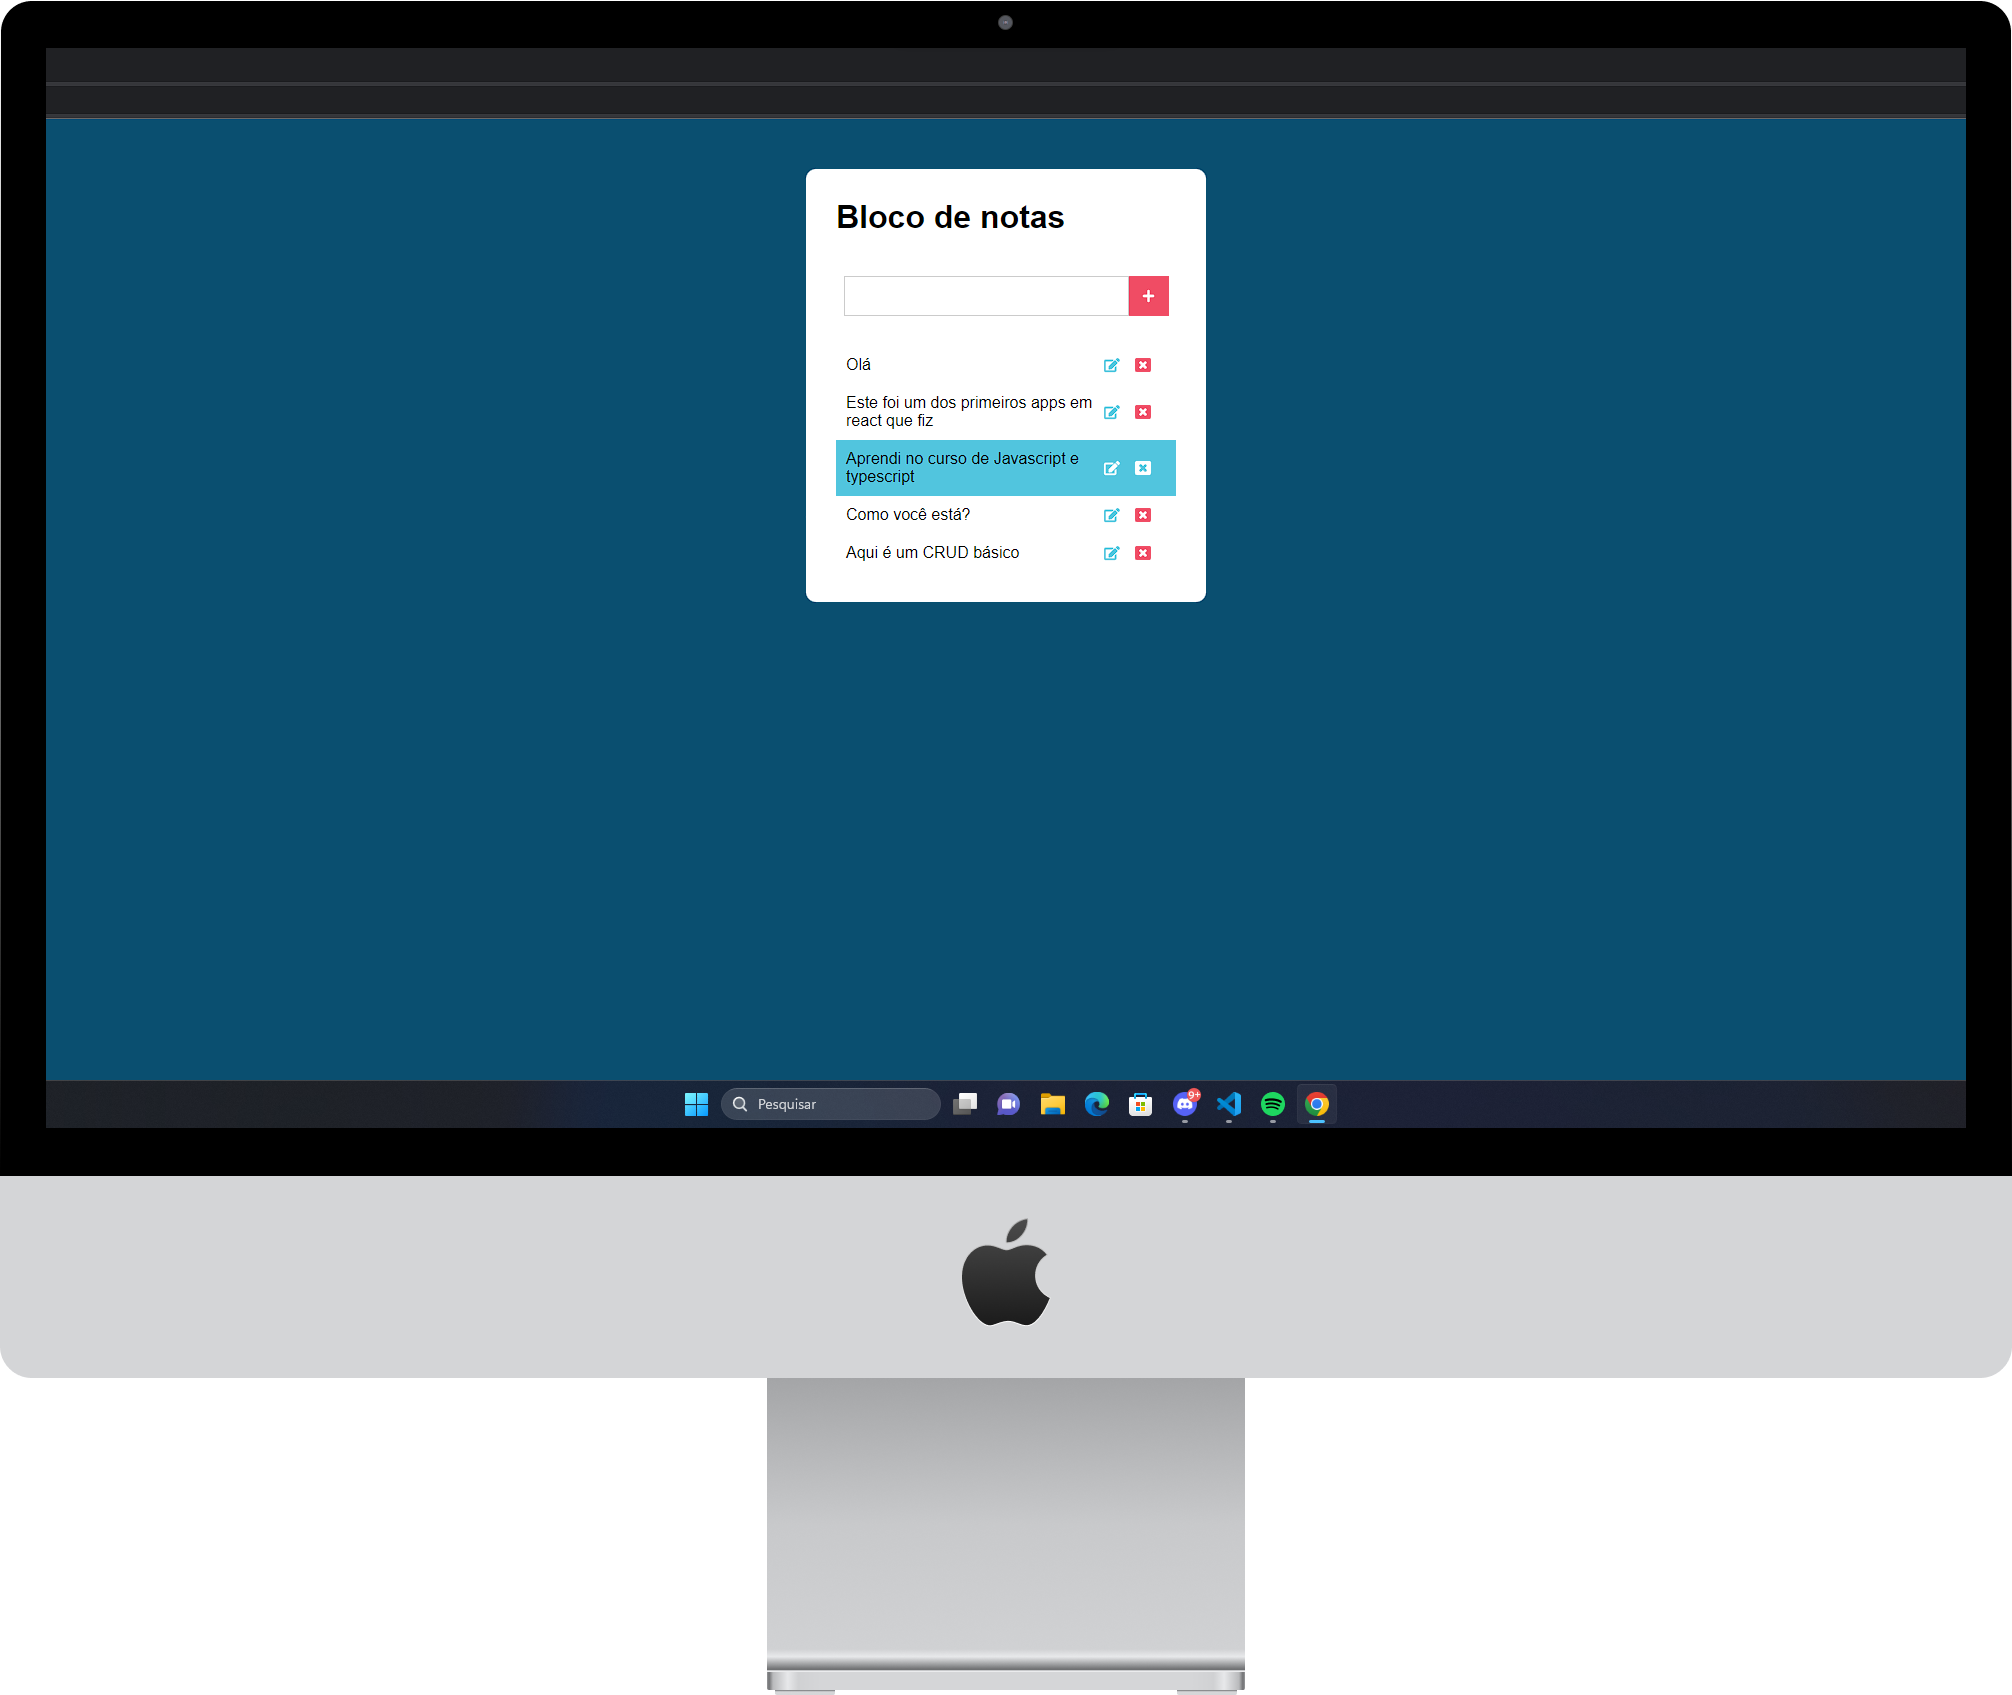 Bloco de notas
+
Olá
Este foi um dos primeiros apps em
react que fiz
Aprendi no curso de Javascript e
typescript
Como você está?
Aqui é um CRUD básico
Pesquisar
9+